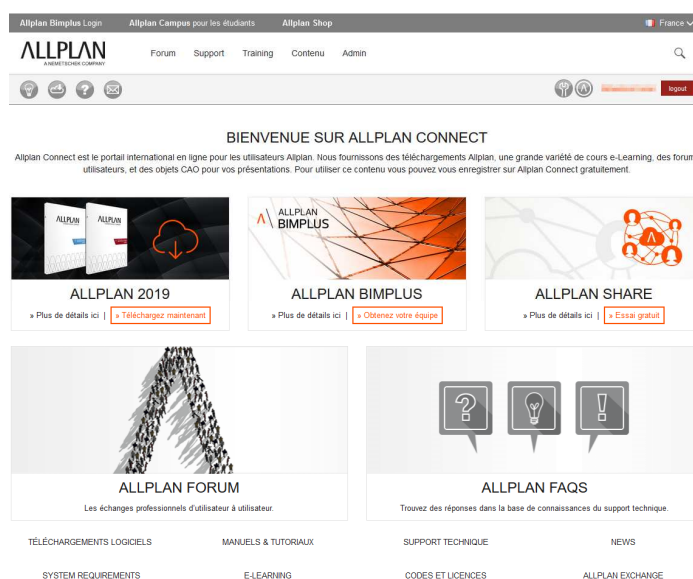 Allplan Bimplus Login Allplan Campus pour les étudiants Allplan Shop France
ALLPLAN
A NEMETSCHEK COMPANY
Forum Support Training Contenu Admin
logout
BIENVENUE SUR ALLPLAN CONNECT
Allplan Connect est le portail international en ligne pour les utilisateurs Allplan. Nous fournissons des téléchargements Allplan, une grande variété de cours e-Learning, des forum
utilisateurs, et des objets CAO pour vos présentations. Pour utiliser ce contenu vous pouvez vous enregistrer sur Allplan Connect gratuitement.
ALLPLAN ALLPLAN
ALLPLAN
BIMPLUS
ALLPLAN 2019 ALLPLAN BIMPLUS ALLPLAN SHARE
» Plus de détails ici | » Téléchargez maintenant » Plus de détails ici | » Obtenez votre équipe » Plus de détails ici | » Essai gratuit
ALLPLAN FORUM ALLPLAN FAQS
Les échanges professionnels d'utilisateur à utilisateur. Trouvez des réponses dans la base de connaissances du support technique.
TÉLÉCHARGEMENTS LOGICIELS MANUELS & TUTORIAUX SUPPORT TECHNIQUE NEWS
SYSTEM REQUIREMENTS E-LEARNING CODES ET LICENCES ALLPLAN EXCHANGE